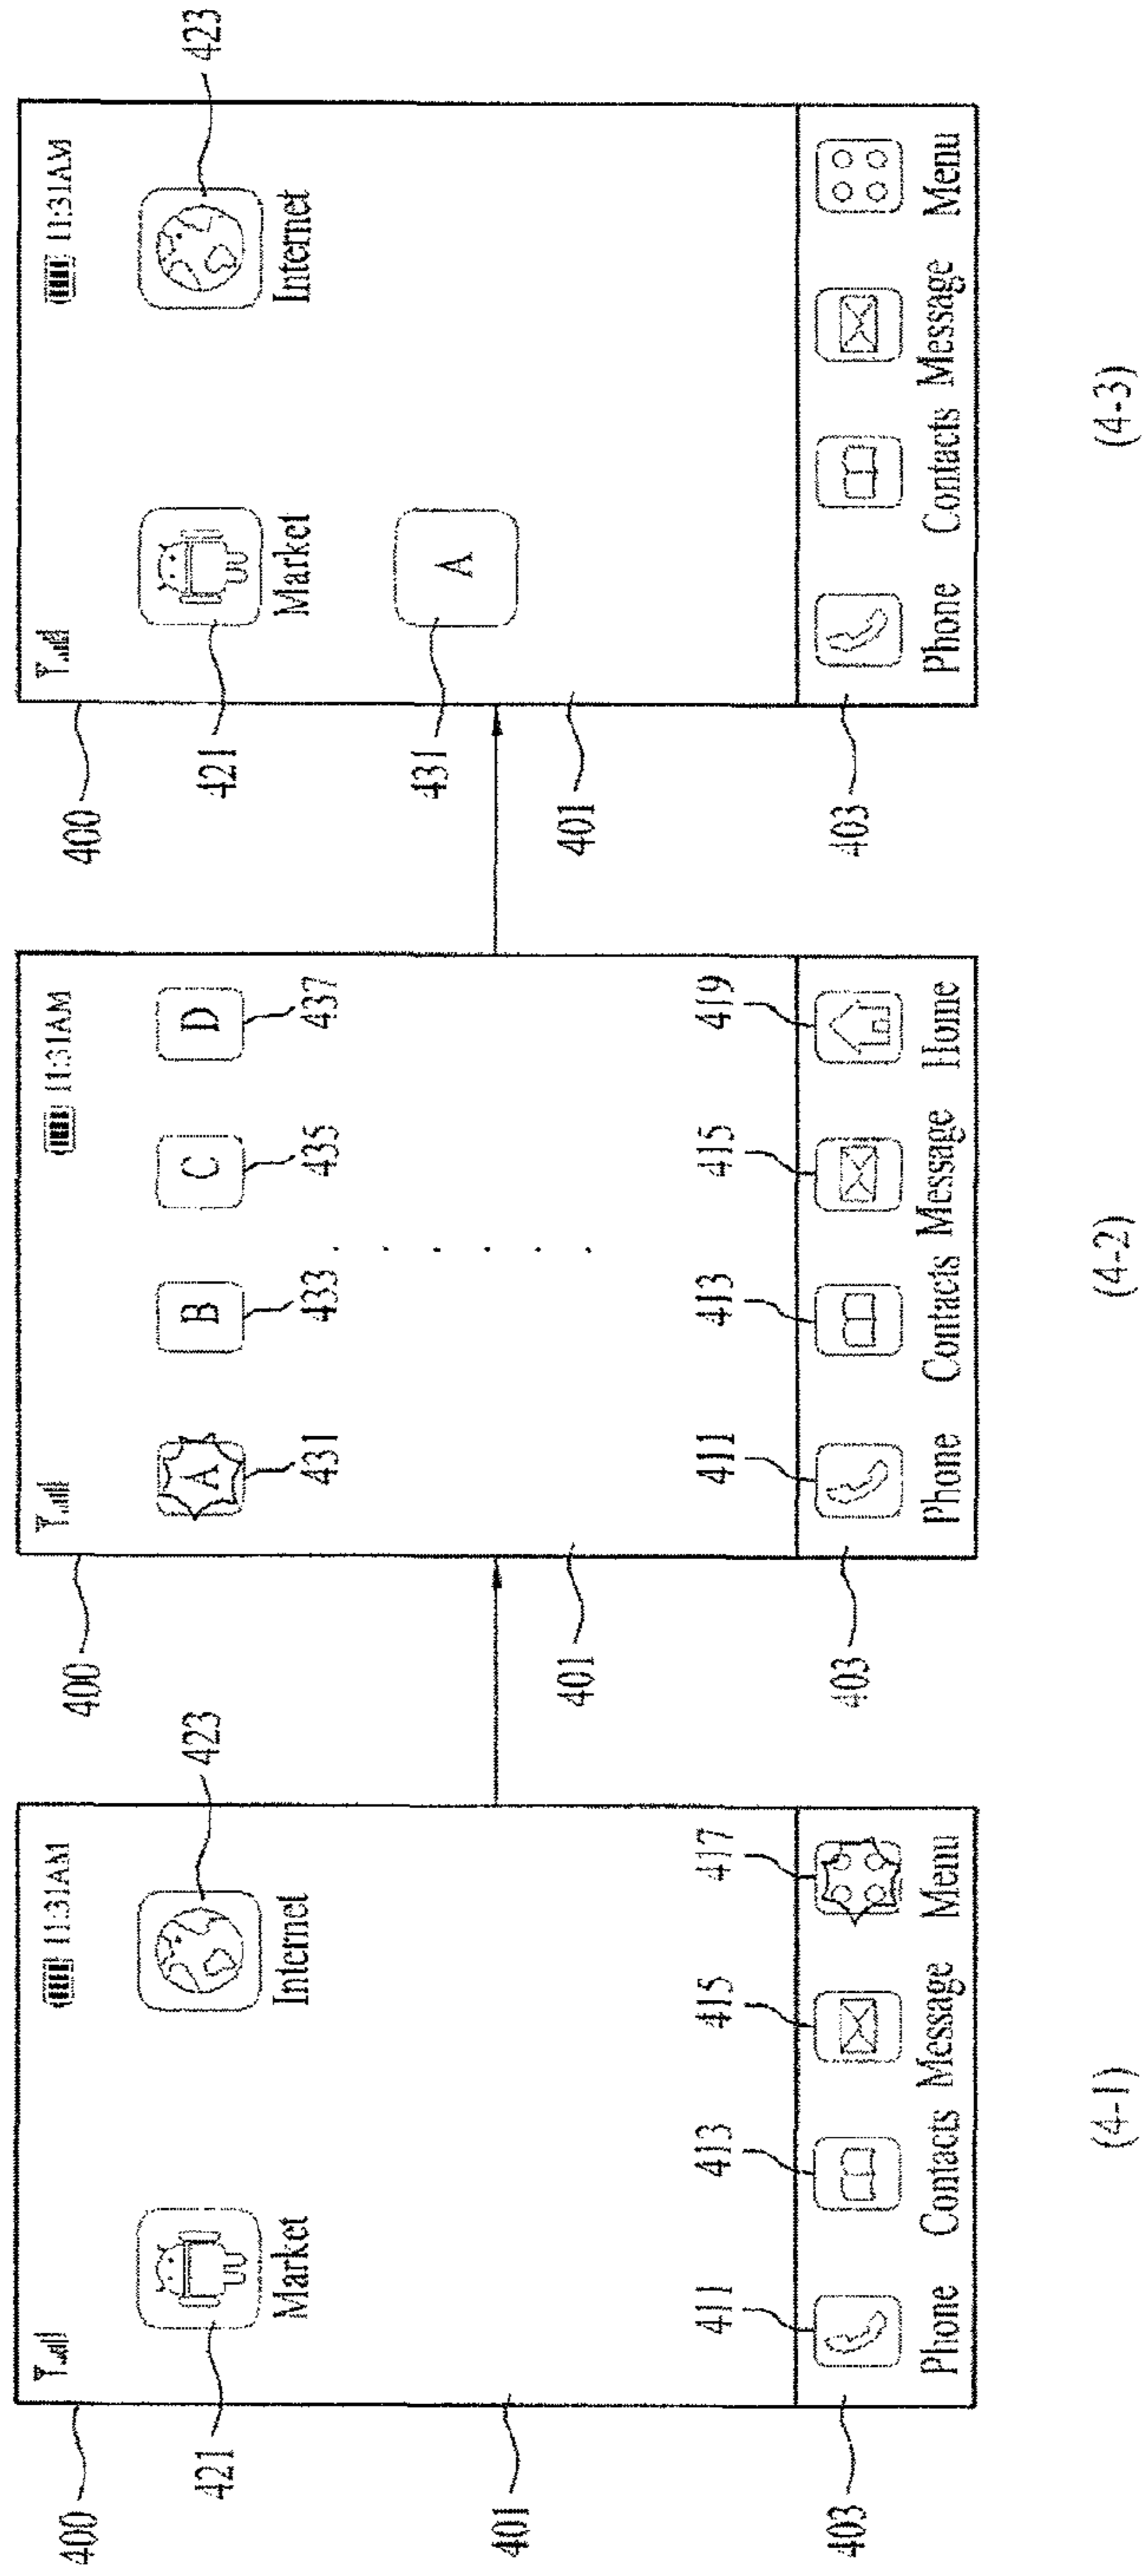 11:31AM
423
Market
Internet
400
421
401
411
413
415
417
403
Phone Contacts Message Menu
(4-1)
11:31AM
A
B
C
D
400
431
433
435
437
401
411
413
415
419
403
Phone Contacts Message Home
(4-2)
11:31AM
423
Market
Internet
400
421
A
431
401
403
Phone Contacts Message Menu
(4-3)